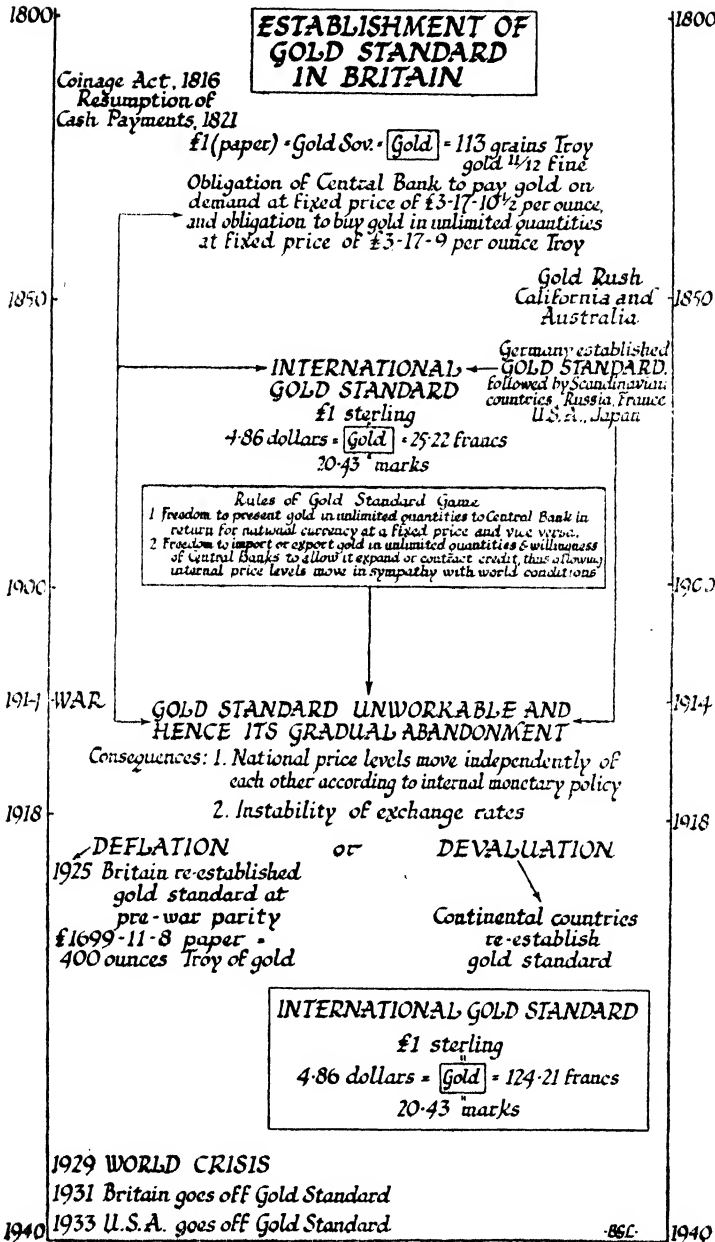 1800
1800
ESTABLISHMENT OF
GOLD STANDARD
IN BRITAIN
Coinage Act, 1816
Resumption of
Cash Payments, 1821
£1 (paper) = Gold Sov. = Gold = 113 grains Troy
gold 11/12 fine
Obligation of Central Bank to pay gold on
demand at fixed price of £3-17-10½ per ounce,
and obligation to buy gold in unlimited quantities
at fixed price of £3-17-9 per ounce Troy
1850
1850
Gold Rush
California and
Australia
Germany established
GOLD STANDARD,
followed by Scandinavian
countries, Russia, France
U.S.A., Japan
INTERNATIONAL
GOLD STANDARD
£1 sterling
4·86 dollars = Gold = 25·22 francs
20·43 marks
Rules of Gold Standard Game
1 Freedom to present gold in unlimited quantities to Central Bank in
return for national currency at a fixed price and vice versa.
2 Freedom to import or export gold in unlimited quantities & willingness
of Central Banks to allow it expand or contract credit, thus allowing
internal price levels move in sympathy with world conditions
1900
1900
1914 WAR
1914
GOLD STANDARD UNWORKABLE AND
HENCE ITS GRADUAL ABANDONMENT
Consequences: 1. National price levels move independently of
each other according to internal monetary policy
2. Instability of exchange rates
1918
1918
DEFLATION or DEVALUATION
1925 Britain re-established
gold standard at
pre-war parity
£1699-11-8 paper =
400 ounces Troy of gold
Continental countries
re-establish
gold standard
INTERNATIONAL GOLD STANDARD
£1 sterling
"
4·86 dollars = Gold = 124·21 francs
20·43 "marks
1929 WORLD CRISIS
1931 Britain goes off Gold Standard
1933 U.S.A. goes off Gold Standard
1940
1940